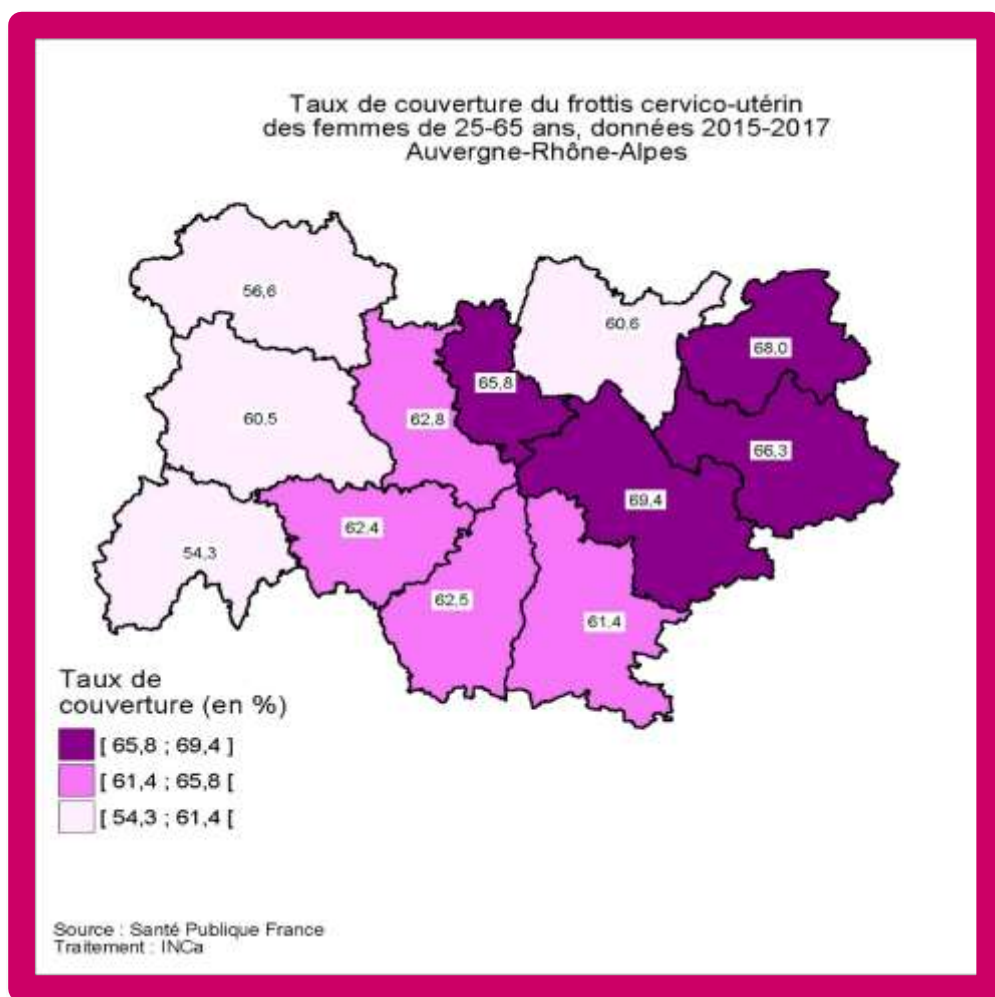 Taux de couverture du frottis cervico-utérin
des femmes de 25-65 ans, données 2015-2017
Auvergne-Rhône-Alpes
56,6
60,6
68,0
65,8
62,8
60,5
66,3
69,4
62,4
54,3
62,5
61,4
Taux de
couverture (en %)
[ 65,8 ; 69,4 ]
[ 61,4 ; 65,8 [
[ 54,3 ; 61,4 [
Source : Santé Publique France
Traitement : INCa